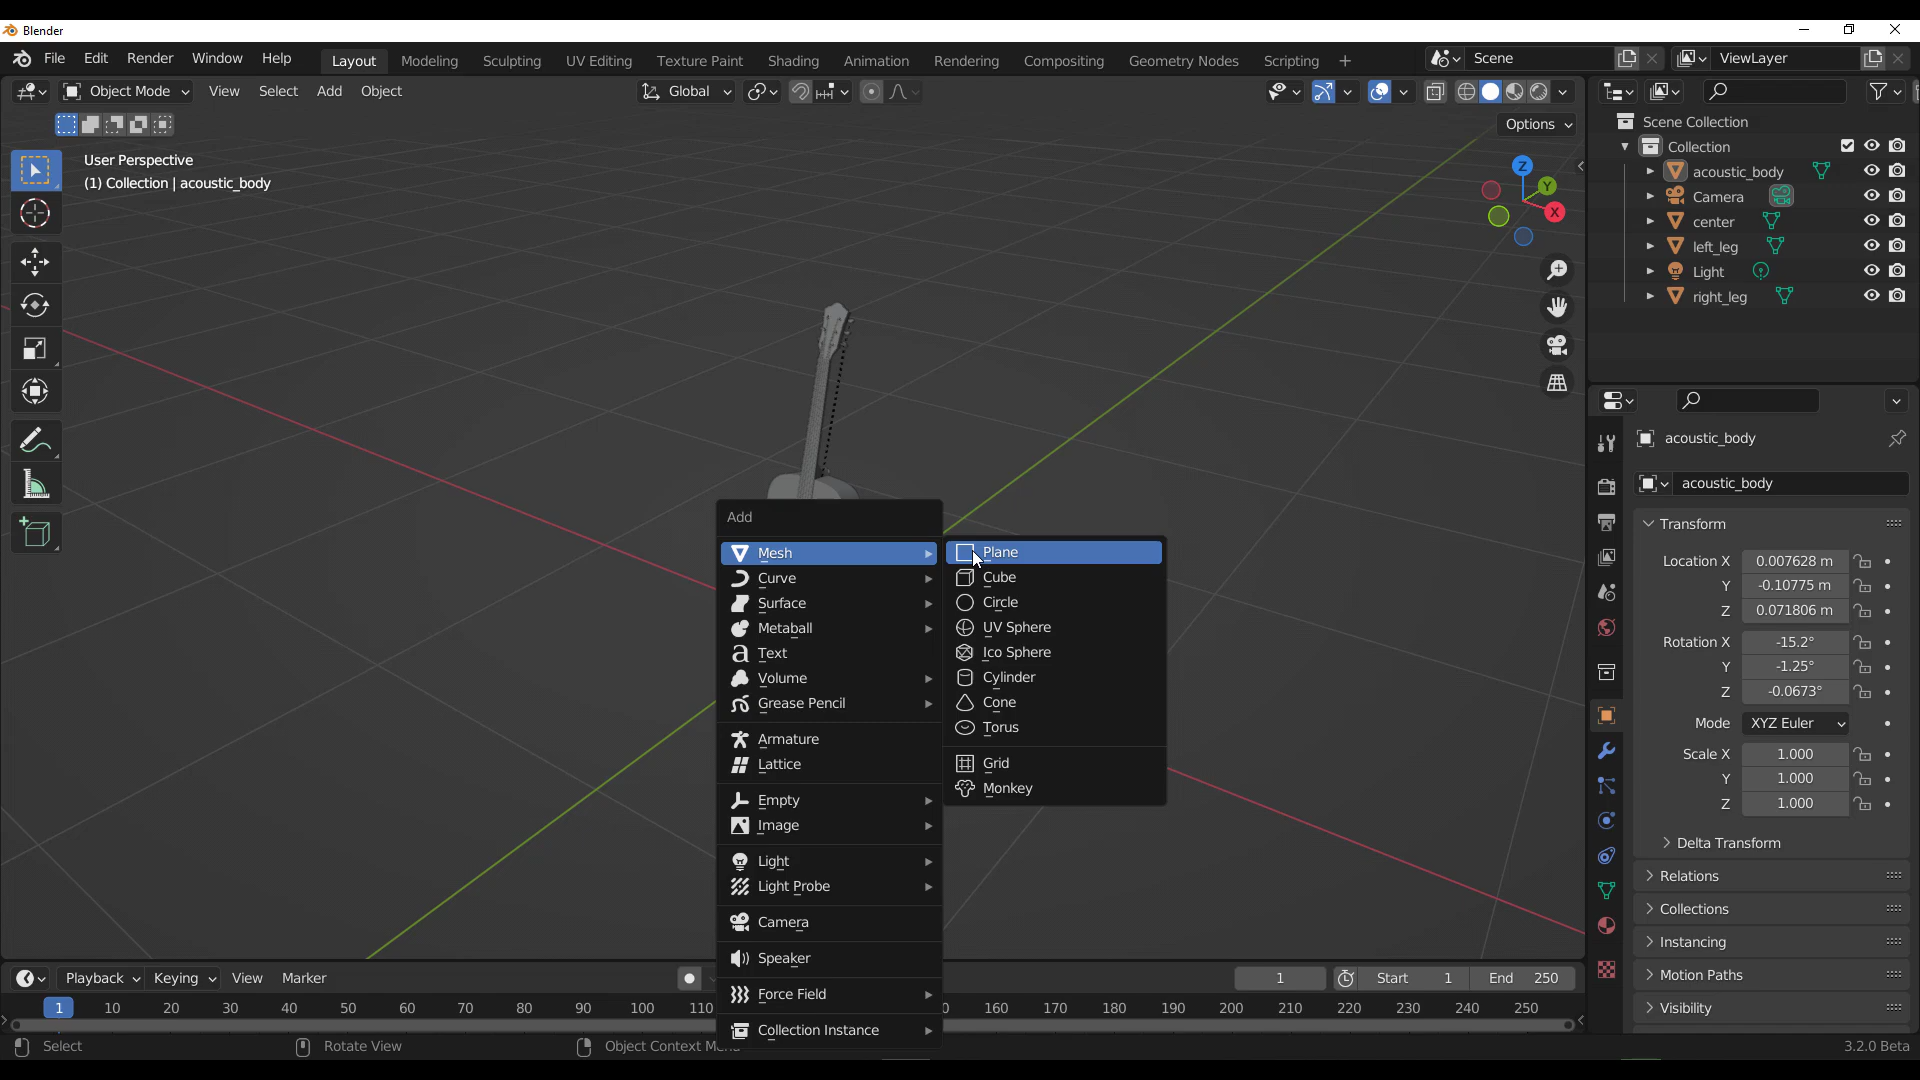 Blender
File Edit Render Window Help Layout Modeling Sculpting UV Editing Texture Paint Shading Animation Rendering Compositing Geometry Nodes Scripting + Scene ViewLayer
Object Mode View Select Add Object Global
Options
User Perspective
(1) Collection | acoustic_body
Z
Y
X
Add
Mesh
Curve
Surface
Metaball
Text
Volume
Grease Pencil
Armature
Lattice
Empty
Image
Light
Light Probe
Camera
Speaker
Force Field
Collection Instance
Plane
Cube
Circle
UV Sphere
Ico Sphere
Cylinder
Cone
Torus
Grid
Monkey
Scene Collection
Collection
acoustic_body
Camera
center
left_leg
Light
right_leg
acoustic_body
acoustic_body
Transform
Location X 0.007628 m
Y -0.10775 m
Z 0.071806 m
Rotation X -15.2°
Y -1.25°
Z -0.0673°
Mode XYZ Euler
Scale X 1.000
Y 1.000
Z 1.000
Delta Transform
Relations
Collections
Instancing
Motion Paths
Visibility
Playback Keying View Marker 1 Start 1 End 250
1 10 20 30 40 50 60 70 80 90 100 110 160 170 180 190 200 210 220 230 240 250
Select Rotate View Object Context 3.2.0 Beta